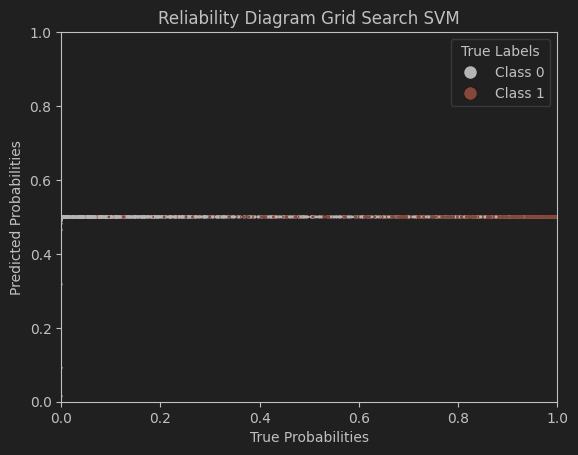 Reliability Diagram Grid Search SVM
True Labels
Class 0
Class 1
Predicted Probabilities
1.0
0.8
0.6
0.4
0.2
0.0
0.0 0.2 0.4 0.6 0.8 1.0
True Probabilities